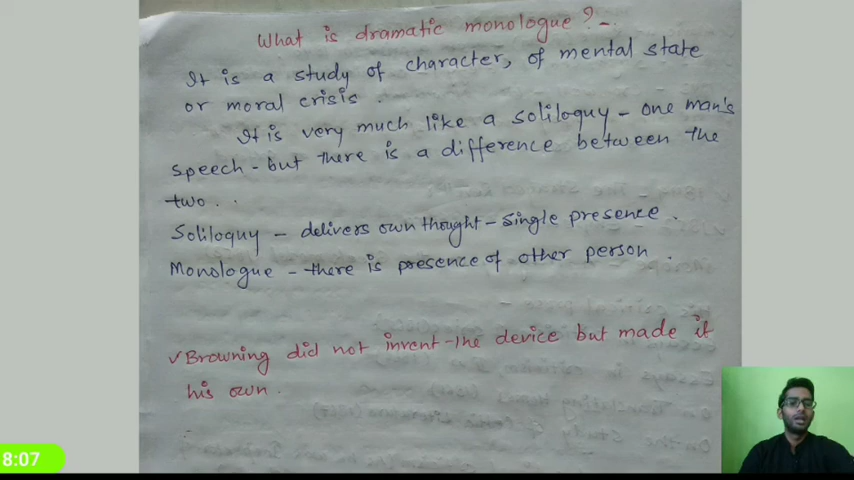 What is dramatic monologue ? -.
It is a study of character, of mental state
or moral crisis .
It is very much like a soliloquy - one man's
speech - but there is a difference between the
two . .
Soliloquy - delivers own thought - single presence .
Monologue - there is presence of other person .
✓ Browning did not invent the device but made it
his own .
8:07